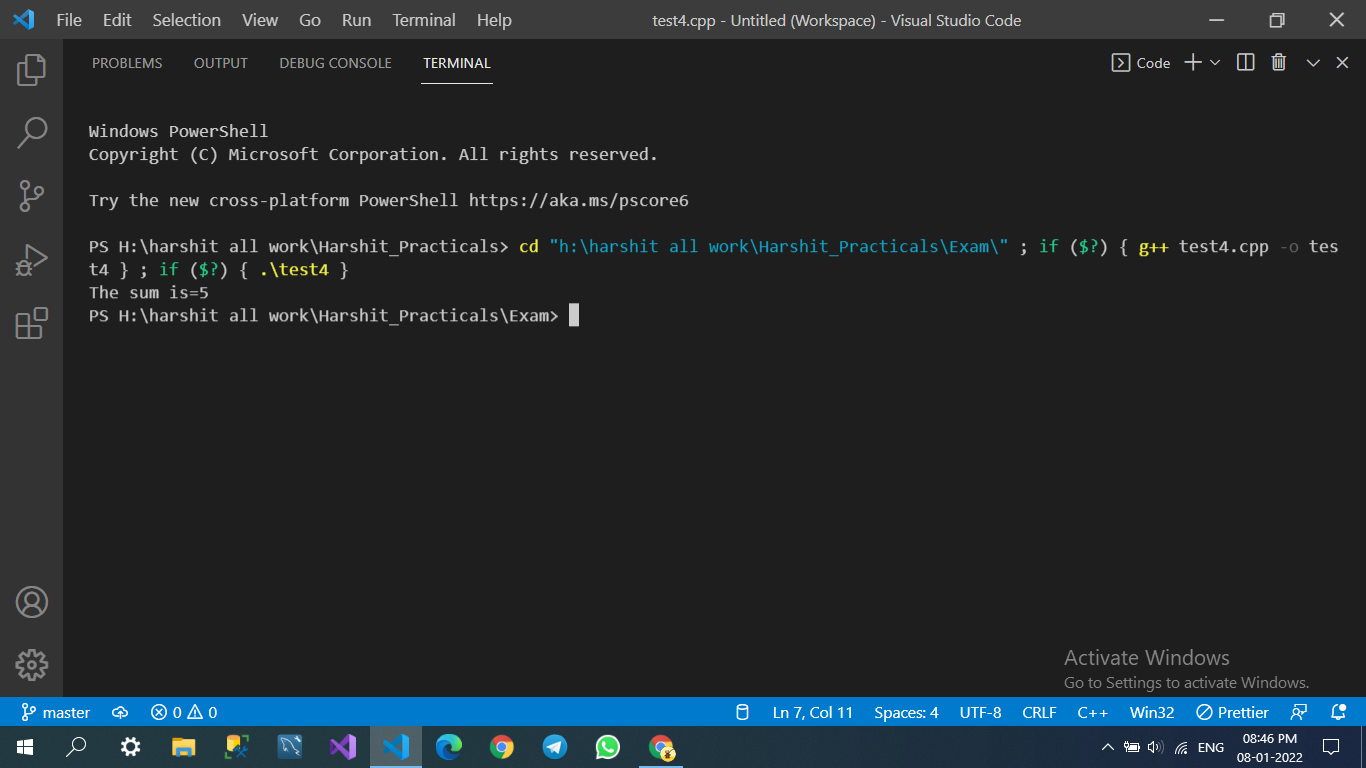 File Edit Selection View Go Run Terminal Help test4.cpp - Untitled (Workspace) - Visual Studio Code
PROBLEMS OUTPUT DEBUG CONSOLE TERMINAL Code
Windows PowerShell
Copyright (C) Microsoft Corporation. All rights reserved.
Try the new cross-platform PowerShell https://aka.ms/pscore6
PS H:\harshit all work\Harshit_Practicals> cd "h:\harshit all work\Harshit_Practicals\Exam\" ; if ($?) { g++ test4.cpp -o tes
t4 } ; if ($?) { .\test4 }
The sum is=5
PS H:\harshit all work\Harshit_Practicals\Exam>
Activate Windows
Go to Settings to activate Windows.
master 0 0 Ln 7, Col 11 Spaces: 4 UTF-8 CRLF C++ Win32 Prettier
ENG 08:46 PM
08-01-2022